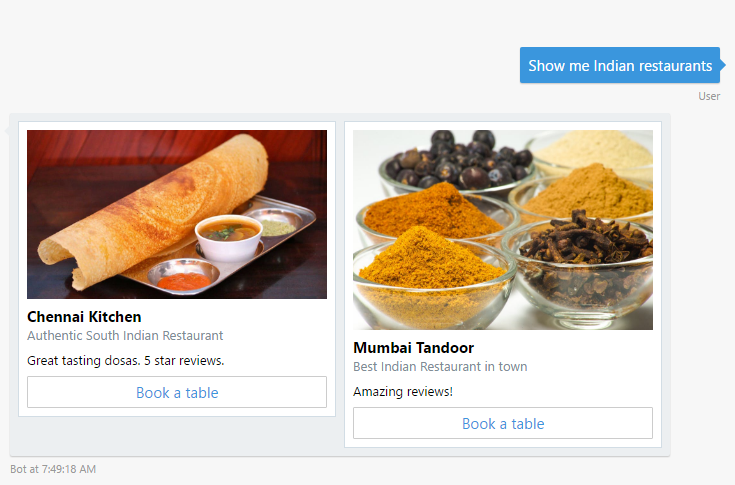 Show me Indian restaurants
User
Chennai Kitchen
Authentic South Indian Restaurant
Great tasting dosas. 5 star reviews.
Book a table
Mumbai Tandoor
Best Indian Restaurant in town
Amazing reviews!
Book a table
Bot at 7:49:18 AM